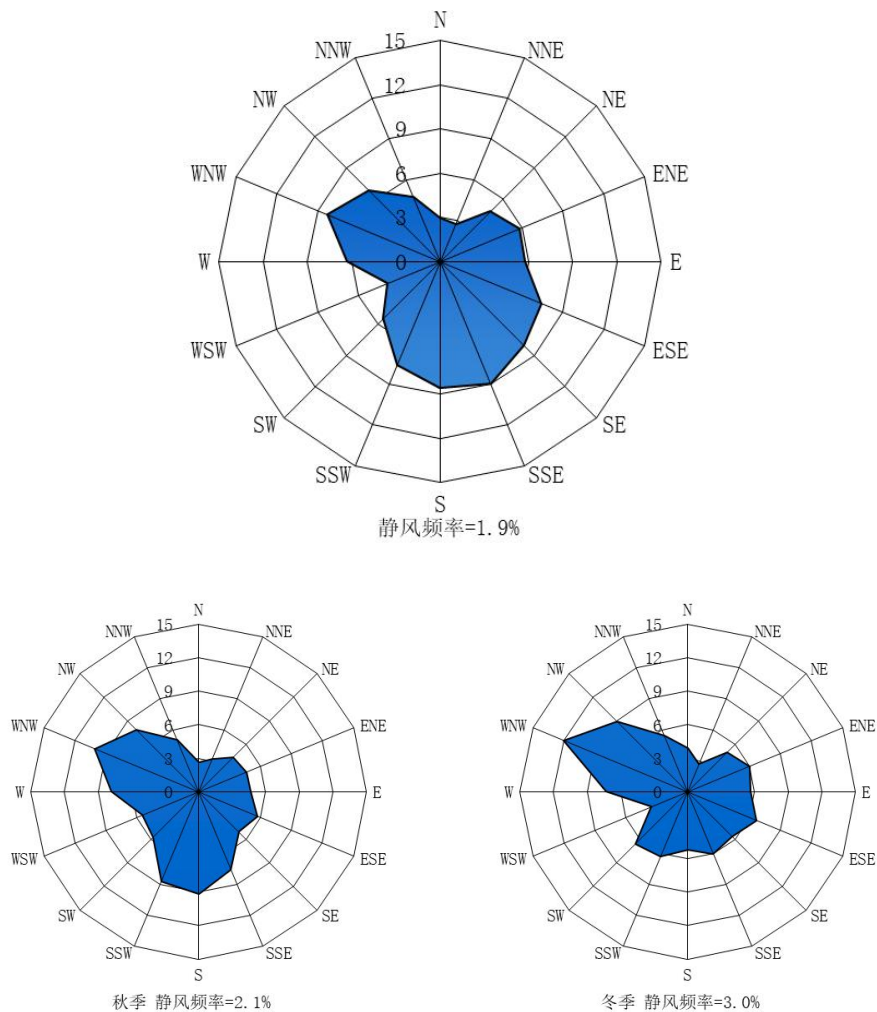 N
15
NNW
NNE
12
NW
NE
9
WNW
6
ENE
3
W
0
E
WSW
ESE
SW
SE
SSW
SSE
S
静风频率=1.9%
N
15
NNW
NNE
12
NW
NE
9
WNW
6
ENE
3
W
0
E
WSW
ESE
SW
SE
SSW
SSE
S
秋季 静风频率=2.1%
N
15
NNW
NNE
12
NW
NE
9
WNW
6
ENE
3
W
0
E
WSW
ESE
SW
SE
SSW
SSE
S
冬季 静风频率=3.0%